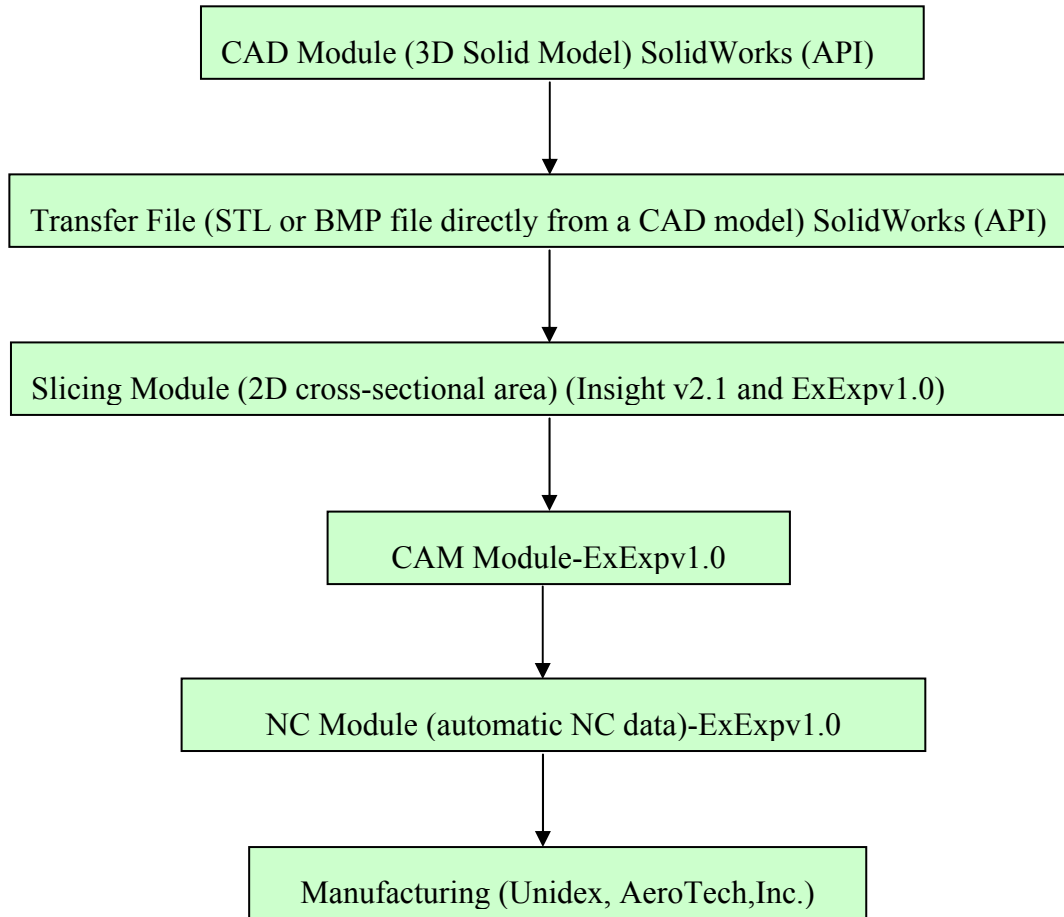 CAD Module (3D Solid Model) SolidWorks (API)
Transfer File (STL or BMP file directly from a CAD model) SolidWorks (API)
Slicing Module (2D cross-sectional area) (Insight v2.1 and ExExpv1.0)
CAM Module-ExExpv1.0
NC Module (automatic NC data)-ExExpv1.0
Manufacturing (Unidex, AeroTech,Inc.)